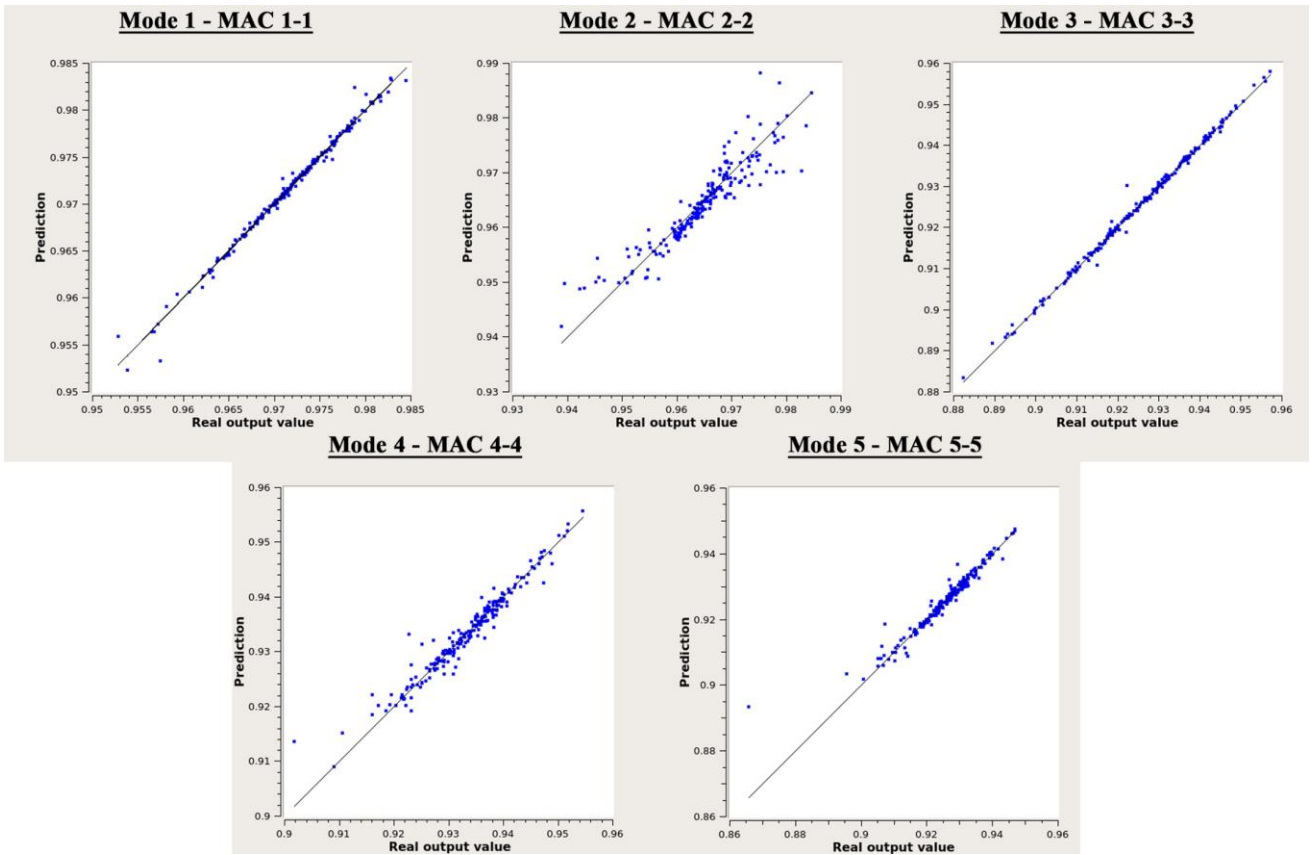 Mode 1 - MAC 1-1
Mode 2 - MAC 2-2
Mode 3 - MAC 3-3
0.985
0.98
0.975
0.97
0.965
0.96
0.955
0.95
Prediction
0.95 0.955 0.96 0.965 0.97 0.975 0.98 0.985
Real output value
0.99
0.98
0.97
0.96
0.95
0.94
0.93
Prediction
0.93 0.94 0.95 0.96 0.97 0.98 0.99
Real output value
0.96
0.95
0.94
0.93
0.92
0.91
0.9
0.89
0.88
Prediction
0.88 0.89 0.9 0.91 0.92 0.93 0.94 0.95 0.96
Real output value
Mode 4 - MAC 4-4
Mode 5 - MAC 5-5
0.96
0.95
0.94
0.93
0.92
0.91
0.9
Prediction
0.9 0.91 0.92 0.93 0.94 0.95 0.96
Real output value
0.96
0.94
0.92
0.9
0.88
0.86
Prediction
0.86 0.88 0.9 0.92 0.94 0.96
Real output value